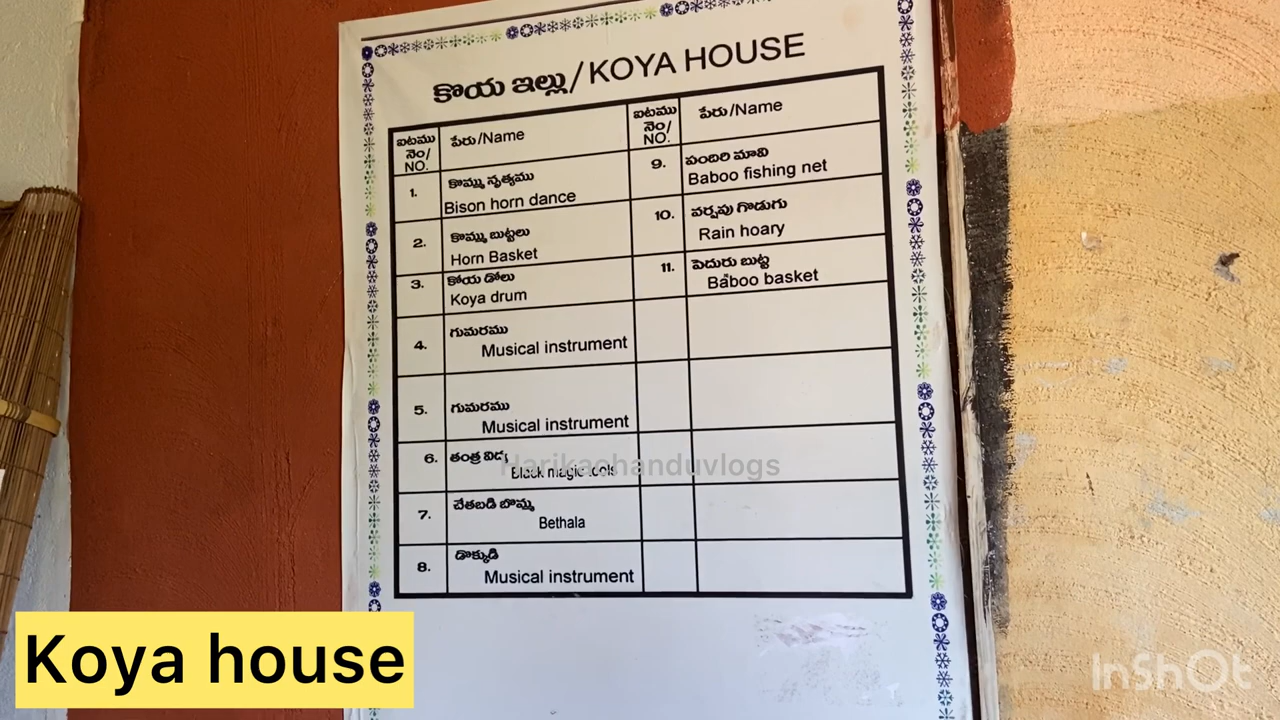 కొయ ఇల్లు/KOYA HOUSE
ఐటము నెం/ NO.
పేరు/Name
1.
కొమ్ము నృత్యము
Bison horn dance
2.
కొమ్ము బుట్టలు
Horn Basket
3.
కోయ డోలు
Koya drum
4.
గుమరము
Musical instrument
5.
గుమరము
Musical instrument
6.
తంత్ర విద్య
Black magic tools
7.
చేతబడి బొమ్మ
Bethala
8.
డొక్కుడి
Musical instrument
ఐటము నెం/ NO.
పేరు/Name
9.
పందిరి మావి
Baboo fishing net
10.
వర్షపు గొడుగు
Rain hoary
11.
పెదురు బుట్ట
Baboo basket
Harikachanduvlogs
Koya house
InShOt